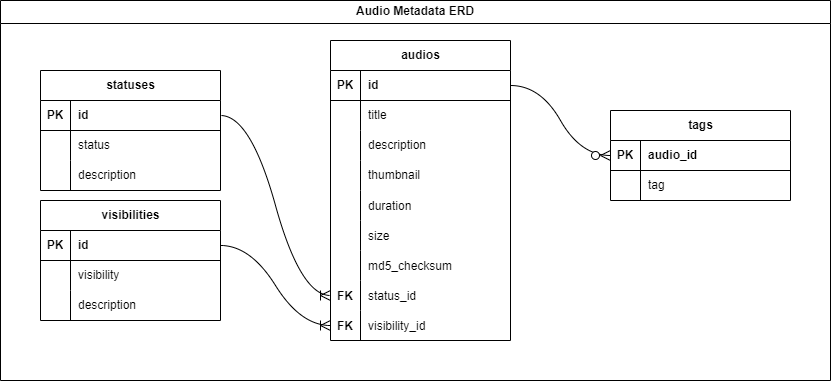 Audio Metadata ERD
statuses
PK id
status
description
visibilities
PK id
visibility
description
audios
PK id
title
description
thumbnail
duration
size
md5_checksum
FK status_id
FK visibility_id
tags
PK audio_id
tag